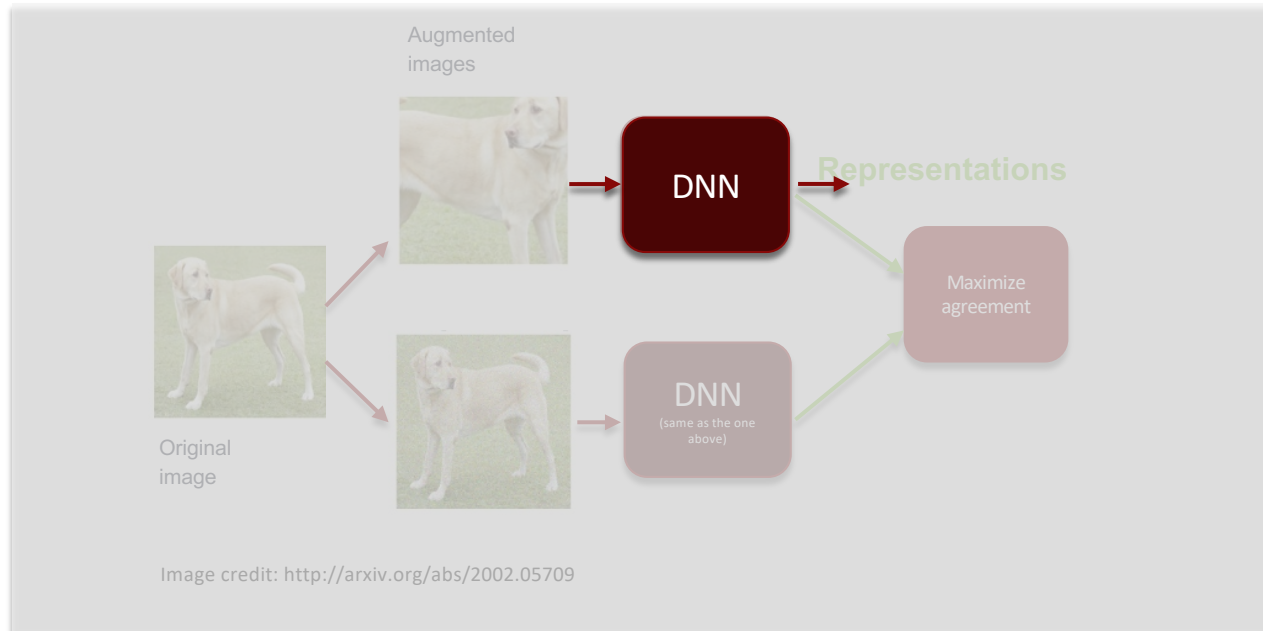 Augmented
images
DNN
Representations
Maximize
agreement
DNN
(same as the one
above)
Original
image
Image credit: http://arxiv.org/abs/2002.05709